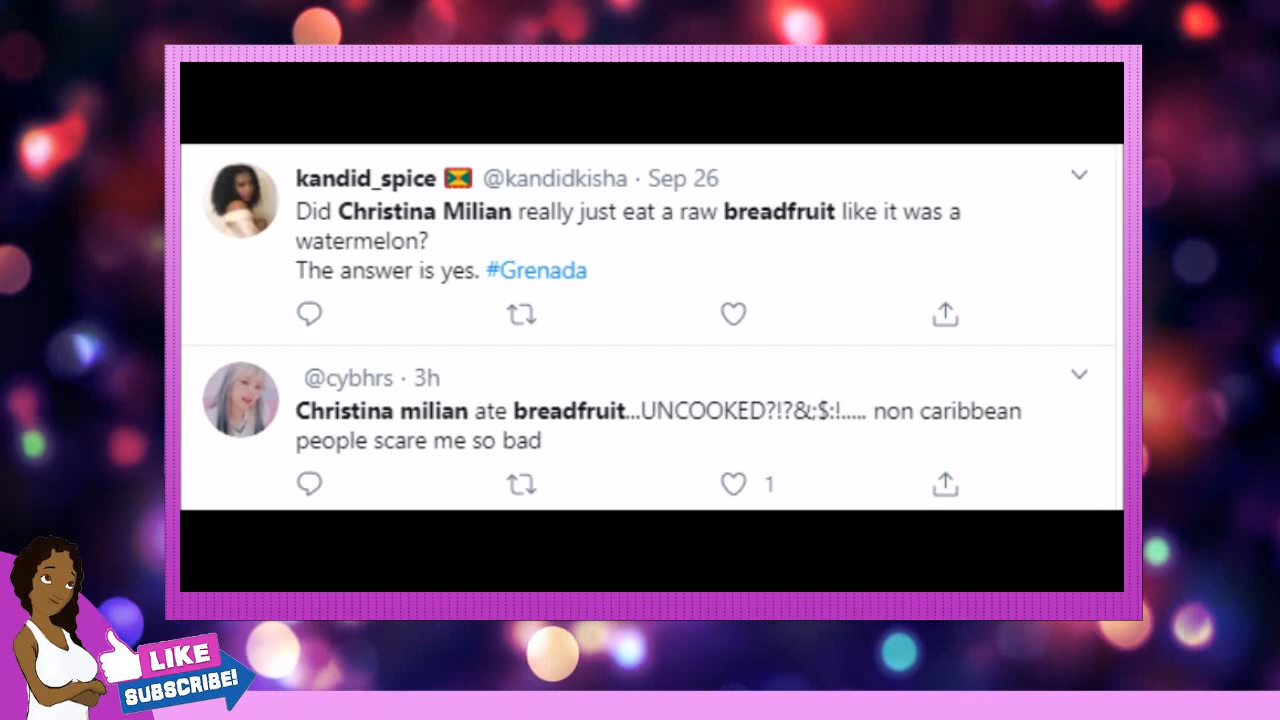 kandid_spice @kandidkisha · Sep 26
Did Christina Milian really just eat a raw breadfruit like it was a
watermelon?
The answer is yes. #Grenada
@cybhrs · 3h
Christina milian ate breadfruit...UNCOOKED?!?&;$:!..... non caribbean
people scare me so bad
1
LIKE
SUBSCRIBE!